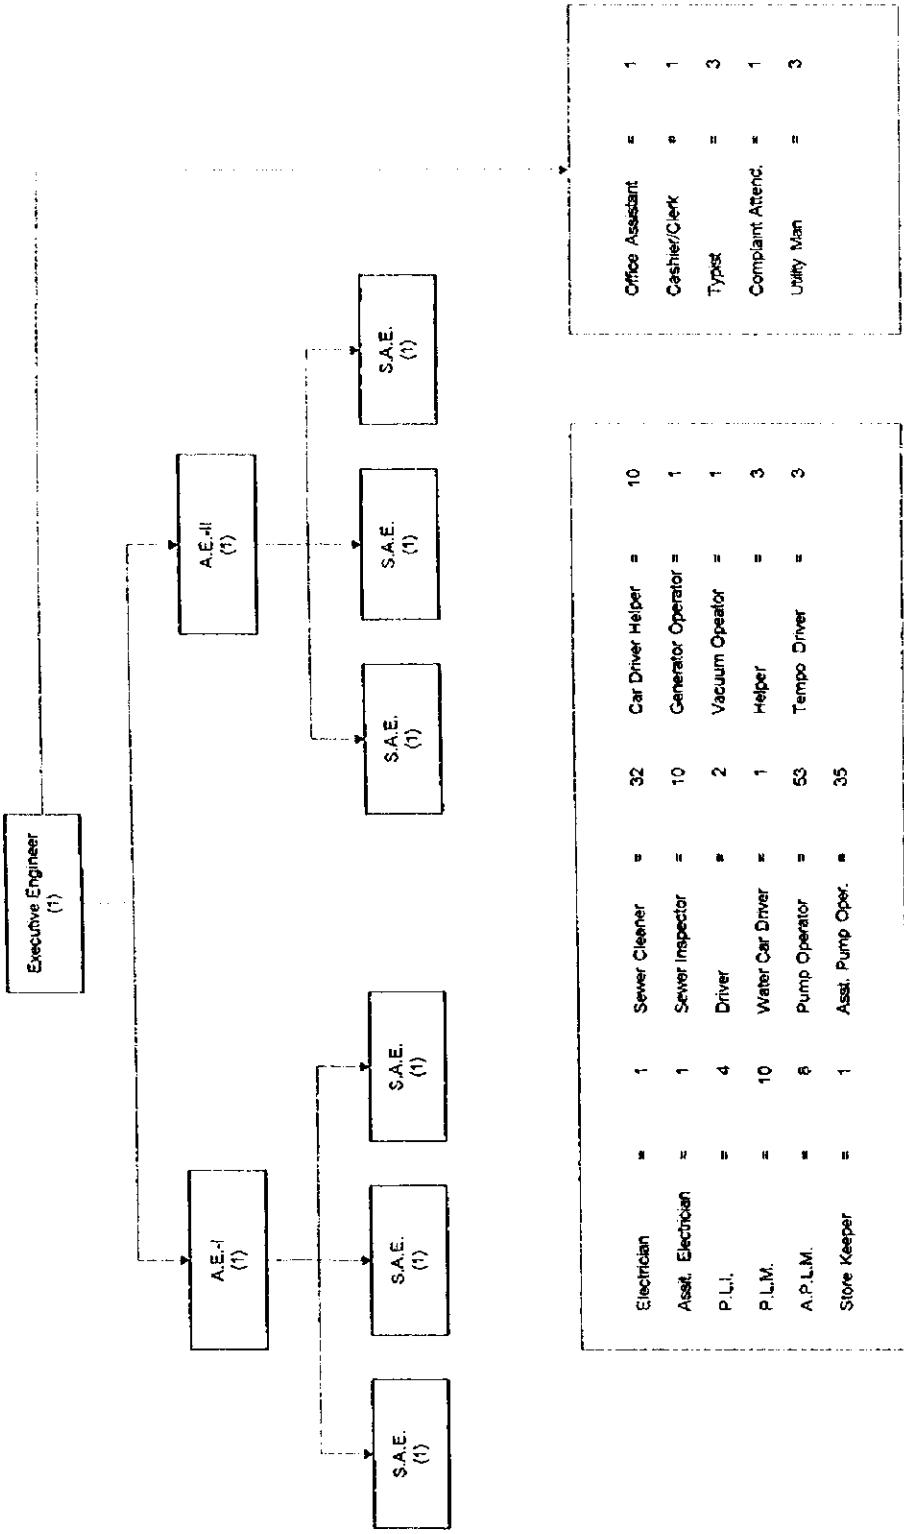 Executive Engineer
(1)
A.E.-I
(1)
A.E.-II
(1)
S.A.E.
(1)
S.A.E.
(1)
S.A.E.
(1)
S.A.E.
(1)
S.A.E.
(1)
S.A.E.
(1)
Electrician = 1 Sewer Cleaner = 32 Car Driver Helper = 10
Assit. Electrician = 1 Sewer Inspector = 10 Generator Operator = 1
P.L.I. = 4 Driver = 2 Vacuum Opeator = 1
P.L.M. = 10 Water Car Driver = 1 Helper = 3
A.P.L.M. = 8 Pump Operator = 53 Tempo Driver = 3
Store Keeper = 1 Asst. Pump Oper. = 35
Office Assistant = 1
Cashier/Clerk = 1
Typist = 3
Complaint Attend. = 1
Utility Man = 3